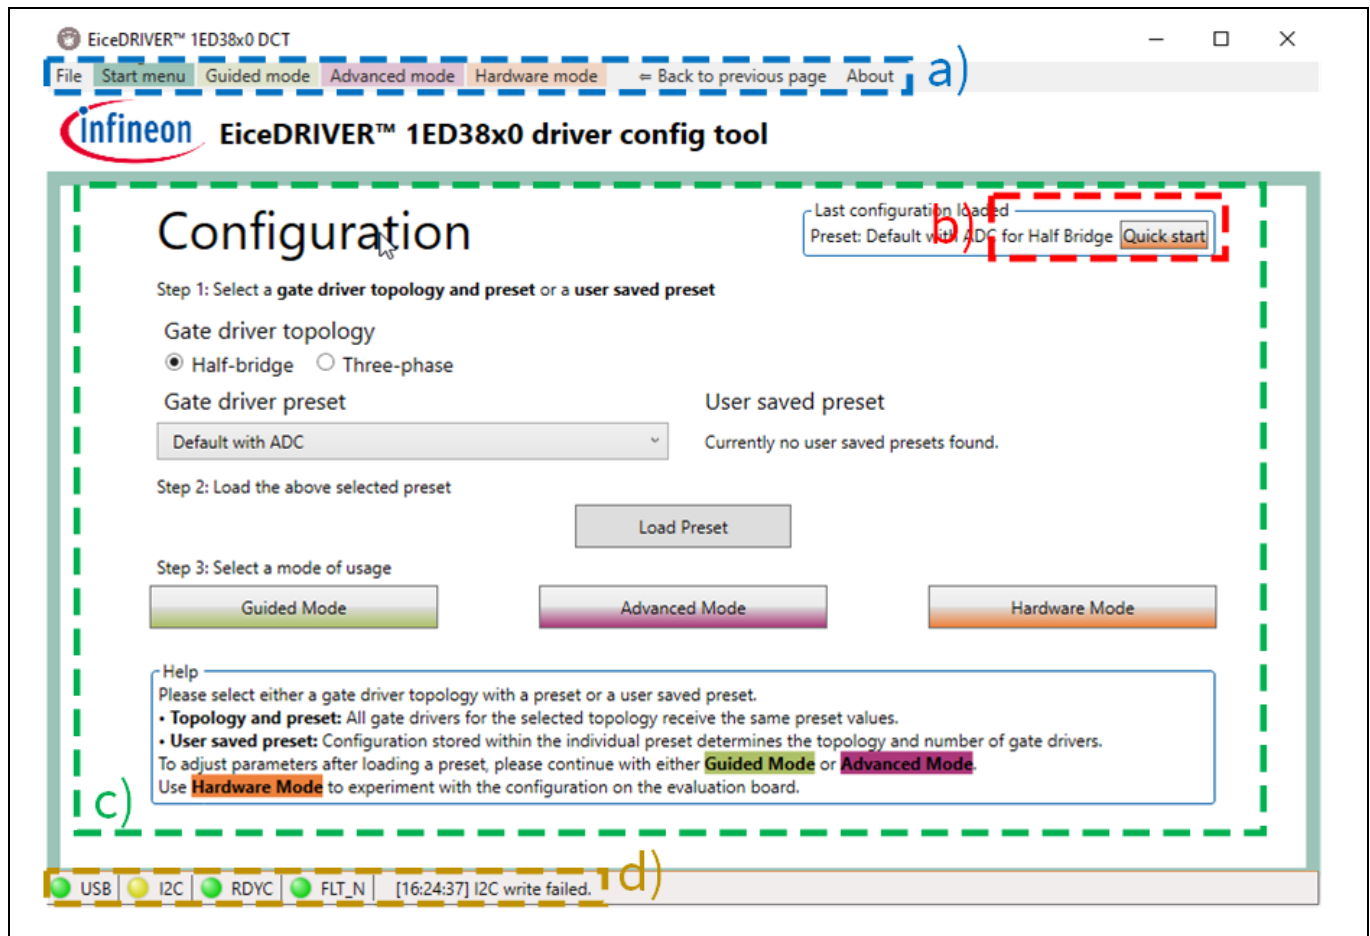 EiceDRIVER™ 1ED38x0 DCT
File Start menu Guided mode Advanced mode Hardware mode ⇐ Back to previous page About a)
infineon EiceDRIVER™ 1ED38x0 driver config tool
Configuration
Last configuration loaded
b)
Preset: Default with ADC for Half Bridge Quick start
Step 1: Select a gate driver topology and preset or a user saved preset
Gate driver topology
Half-bridge Three-phase
Gate driver preset User saved preset
Default with ADC Currently no user saved presets found.
Step 2: Load the above selected preset
Load Preset
Step 3: Select a mode of usage
Guided Mode Advanced Mode Hardware Mode
Help
Please select either a gate driver topology with a preset or a user saved preset.
• Topology and preset: All gate drivers for the selected topology receive the same preset values.
• User saved preset: Configuration stored within the individual preset determines the topology and number of gate drivers.
To adjust parameters after loading a preset, please continue with either Guided Mode or Advanced Mode.
Use Hardware Mode to experiment with the configuration on the evaluation board.
c)
USB I2C RDYC FLT_N [16:24:37] I2C write failed. d)